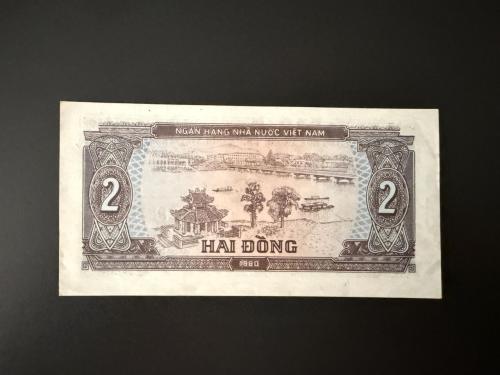 NGÂN HÀNG NHÀ NƯỚC VIỆT NAM
2 2
HAI ĐỒNG
1980